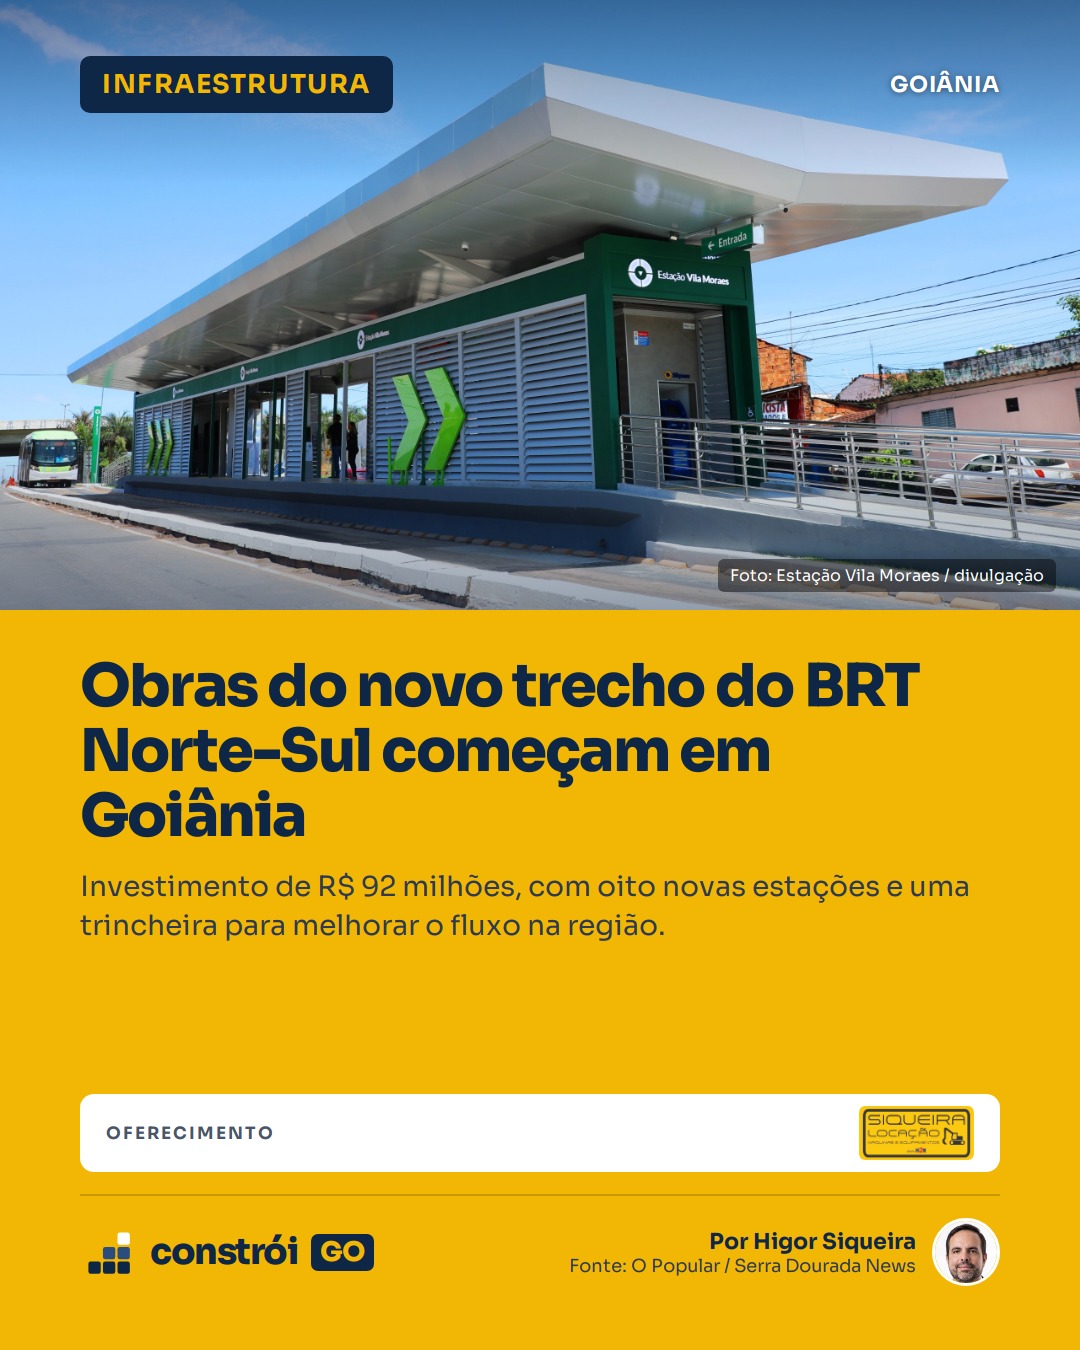 INFRAESTRUTURA
GOIÂNIA
← Entrada
Estação Vila Moraes
Foto: Estação Vila Moraes / divulgação
Obras do novo trecho do BRT
Norte-Sul começam em
Goiânia
Investimento de R$ 92 milhões, com oito novas estações e uma
trincheira para melhorar o fluxo na região.
OFERECIMENTO
SIQUEIRA
LOCAÇÃO
MÁQUINAS E EQUIPAMENTOS
constrói GO
Por Higor Siqueira
Fonte: O Popular / Serra Dourada News